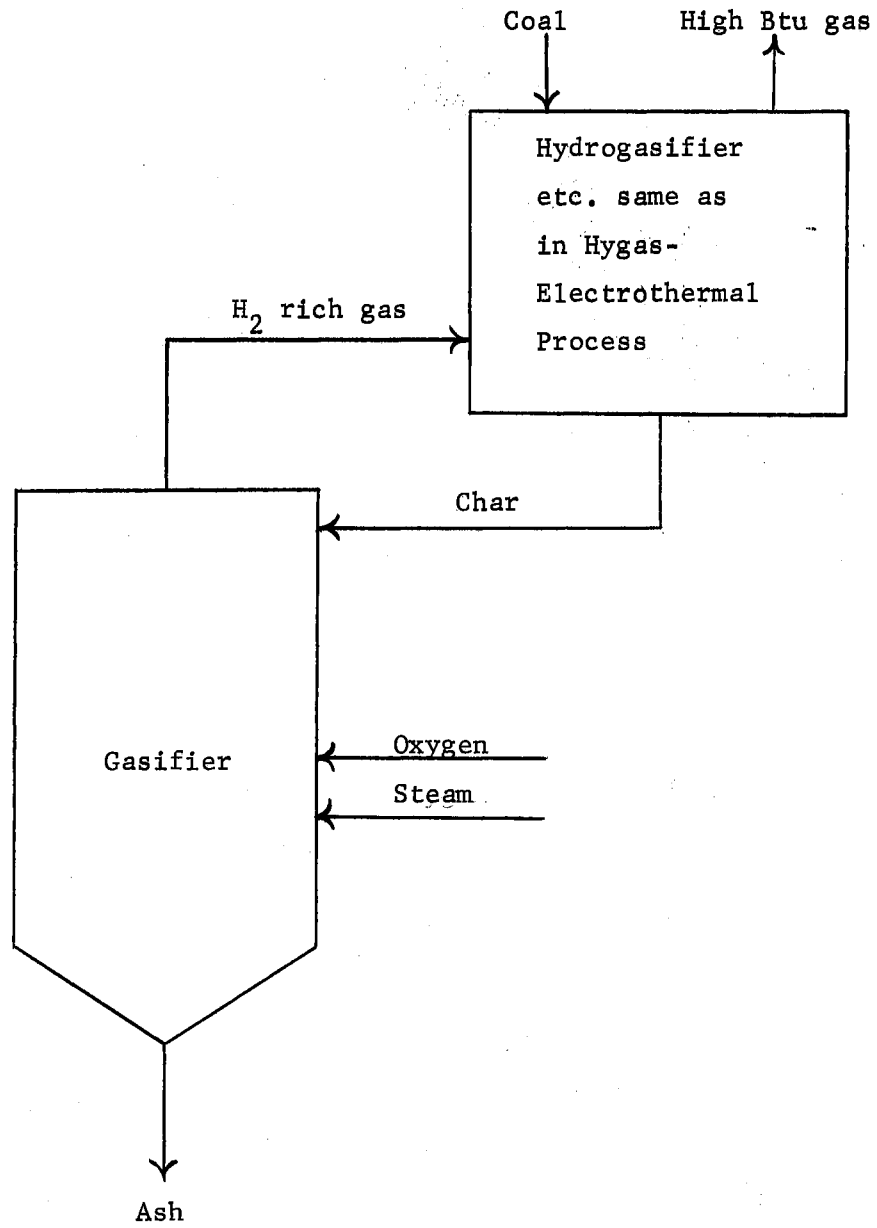 Coal
High Btu gas
Hydrogasifier
etc. same as
in Hygas-
Electrothermal
Process
H2 rich gas
Char
Gasifier
Oxygen
Steam
Ash